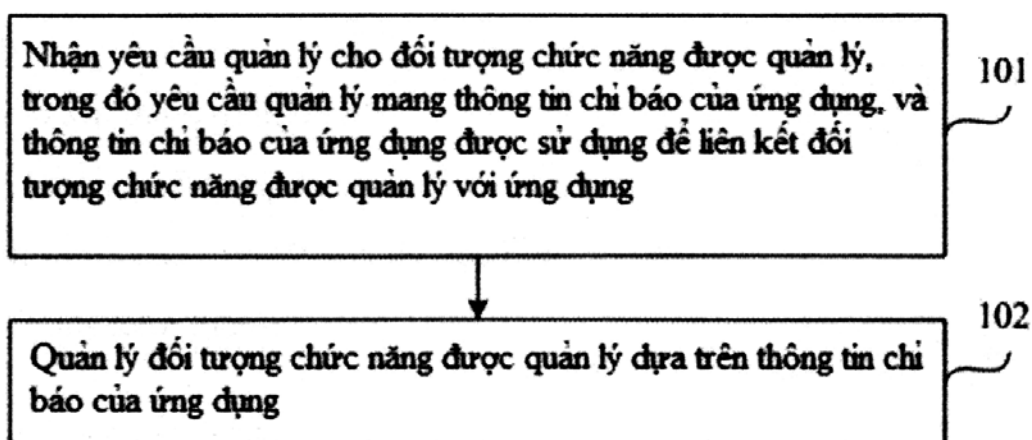 Nhận yêu cầu quản lý cho đối tượng chức năng được quản lý,
trong đó yêu cầu quản lý mang thông tin chỉ báo của ứng dụng, và
thông tin chỉ báo của ứng dụng được sử dụng để liên kết đối
tượng chức năng được quản lý với ứng dụng
101
Quản lý đối tượng chức năng được quản lý dựa trên thông tin chỉ
báo của ứng dụng
102